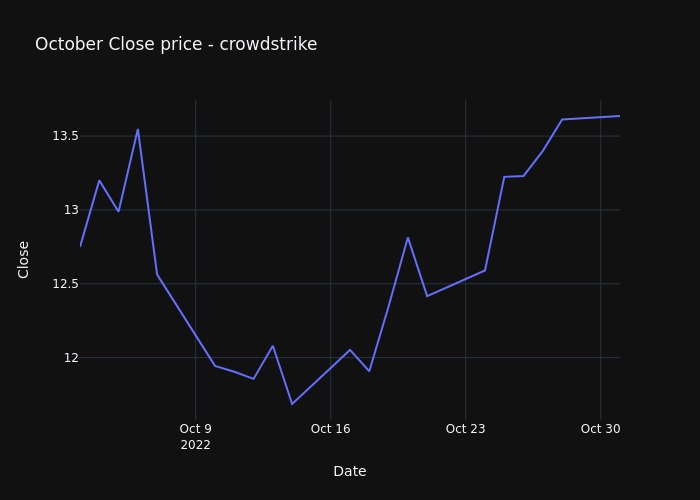 October Close price - crowdstrike
Close
13.5
13
12.5
12
Oct 9
2022
Oct 16
Oct 23
Oct 30
Date